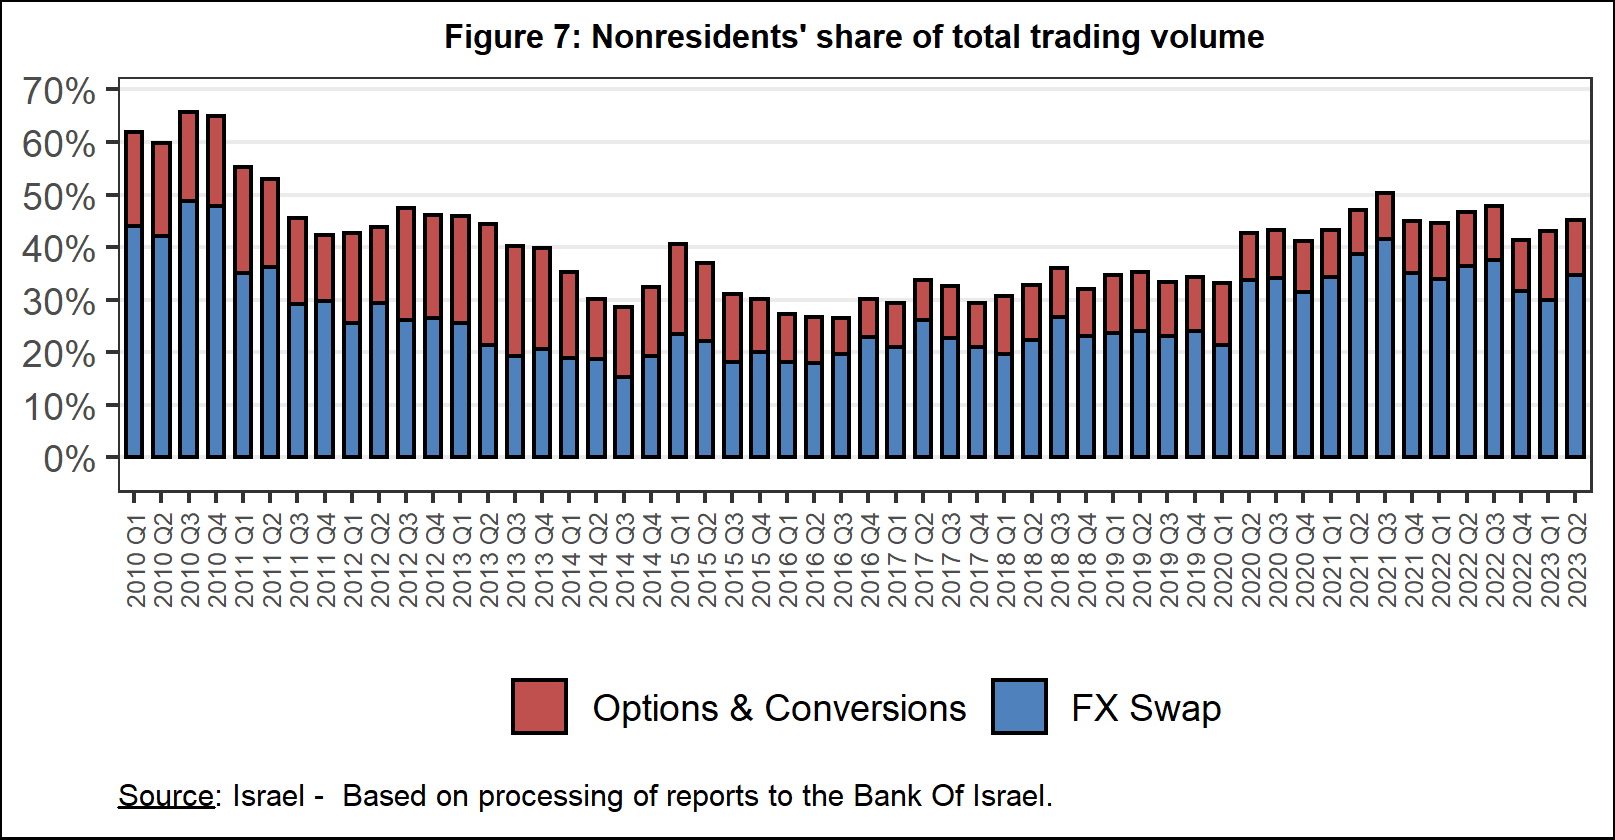 Figure 7: Nonresidents' share of total trading volume
70%
60%
50%
40%
30%
20%
10%
0%
2010 Q1
2010 Q2
2010 Q3
2010 Q4
2011 Q1
2011 Q2
2011 Q3
2011 Q4
2012 Q1
2012 Q2
2012 Q3
2012 Q4
2013 Q1
2013 Q2
2013 Q3
2013 Q4
2014 Q1
2014 Q2
2014 Q3
2014 Q4
2015 Q1
2015 Q2
2015 Q3
2015 Q4
2016 Q1
2016 Q2
2016 Q3
2016 Q4
2017 Q1
2017 Q2
2017 Q3
2017 Q4
2018 Q1
2018 Q2
2018 Q3
2018 Q4
2019 Q1
2019 Q2
2019 Q3
2019 Q4
2020 Q1
2020 Q2
2020 Q3
2020 Q4
2021 Q1
2021 Q2
2021 Q3
2021 Q4
2022 Q1
2022 Q2
2022 Q3
2022 Q4
2023 Q1
2023 Q2
Options & Conversions
FX Swap
Source: Israel -  Based on processing of reports to the Bank Of Israel.